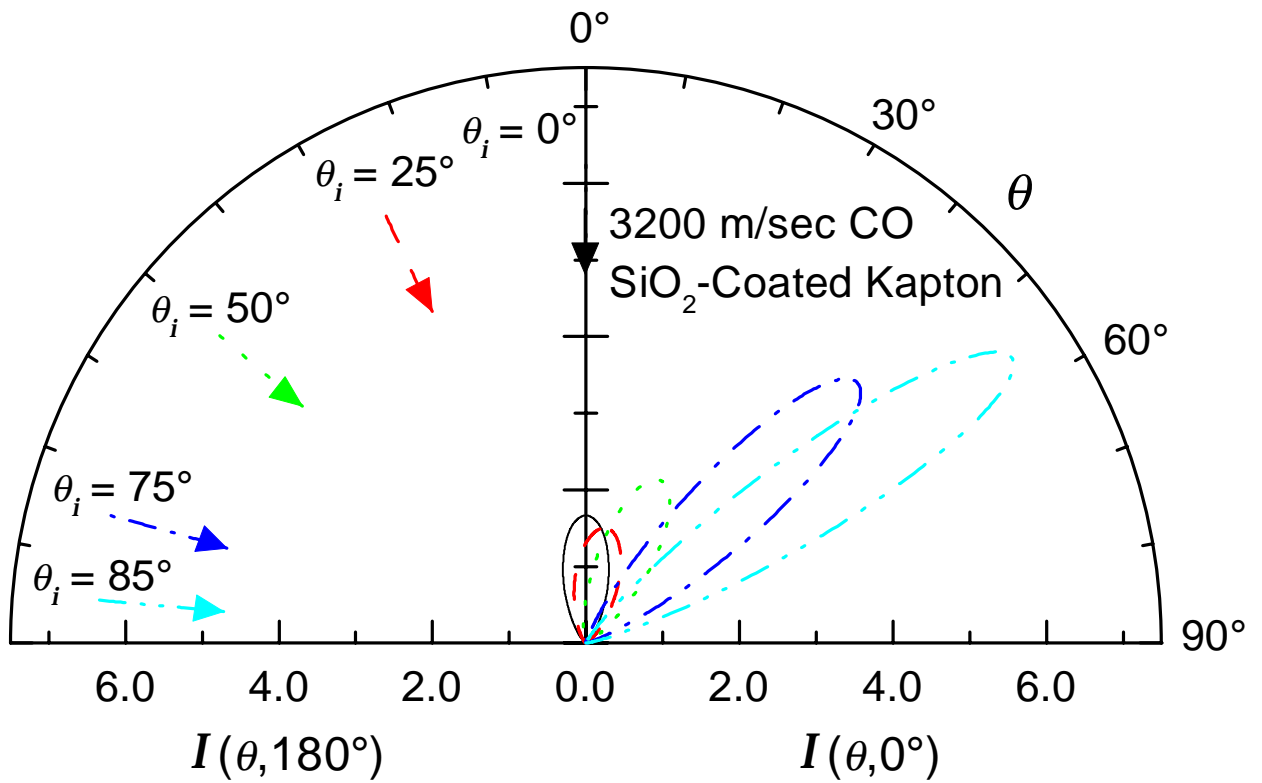 0°
30°
θ
60°
90°
θi = 0°
θi = 25°
θi = 50°
θi = 75°
θi = 85°
3200 m/sec CO
SiO2-Coated Kapton
6.0 4.0 2.0 0.0 2.0 4.0 6.0
I (θ,180°) I (θ,0°)